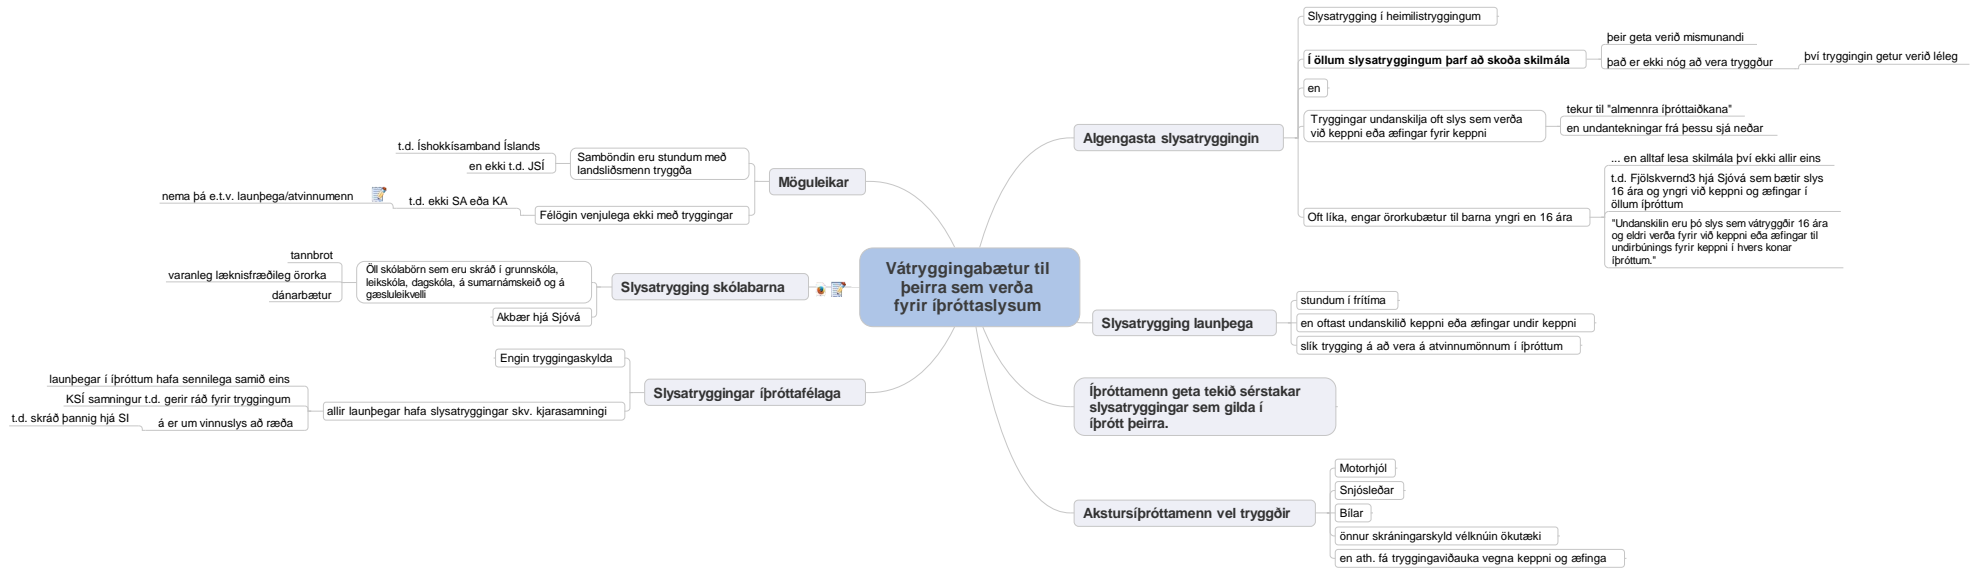 Vátryggingabætur til
þeirra sem verða
fyrir íþróttaslysum
Algengasta slysatryggingin
Slysatrygging í heimilistryggingum
Í öllum slysatryggingum þarf að skoða skilmála
þeir geta verið mismunandi
það er ekki nóg að vera tryggður
því tryggingin getur verið léleg
en
Tryggingar undanskilja oft slys sem verða
við keppni eða æfingar fyrir keppni
tekur til "almennra íþróttaiðkana"
en undantekningar frá þessu sjá neðar
Oft líka, engar örorkubætur til barna yngri en 16 ára
... en alltaf lesa skilmála því ekki allir eins
t.d. Fjölskvernd3 hjá Sjóvá sem bætir slys
16 ára og yngri við keppni og æfingar í
öllum íþróttum
"Undanskilin eru þó slys sem vátryggðir 16 ára
og eldri verða fyrir við keppni eða æfingar til
undirbúnings fyrir keppni í hvers konar
íþróttum."
Slysatrygging launþega
stundum í frítíma
en oftast undanskilið keppni eða æfingar undir keppni
slík trygging á að vera á atvinnumönnum í íþróttum
Íþróttamenn geta tekið sérstakar
slysatryggingar sem gilda í
íþrótt þeirra.
Akstursíþróttamenn vel tryggðir
Motorhjól
Snjósleðar
Bílar
önnur skráningarskyld vélknúin ökutæki
en ath. fá tryggingaviðauka vegna keppni og æfinga
Möguleikar
Samböndin eru stundum með
landsliðsmenn tryggða
t.d. Íshokkísamband Íslands
en ekki t.d. JSÍ
Félögin venjulega ekki með tryggingar
t.d. ekki SA eða KA
nema þá e.t.v. launþega/atvinnumenn
Slysatrygging skólabarna
Öll skólabörn sem eru skráð í grunnskóla,
leikskóla, dagskóla, á sumarnámskeið og á
gæsluleikvelli
tannbrot
varanleg læknisfræðileg örorka
dánarbætur
Akbær hjá Sjóvá
Slysatryggingar íþróttafélaga
Engin tryggingaskylda
allir launþegar hafa slysatryggingar skv. kjarasamningi
launþegar í íþróttum hafa sennilega samið eins
KSÍ samningur t.d. gerir ráð fyrir tryggingum
á er um vinnuslys að ræða
t.d. skráð þannig hjá SI